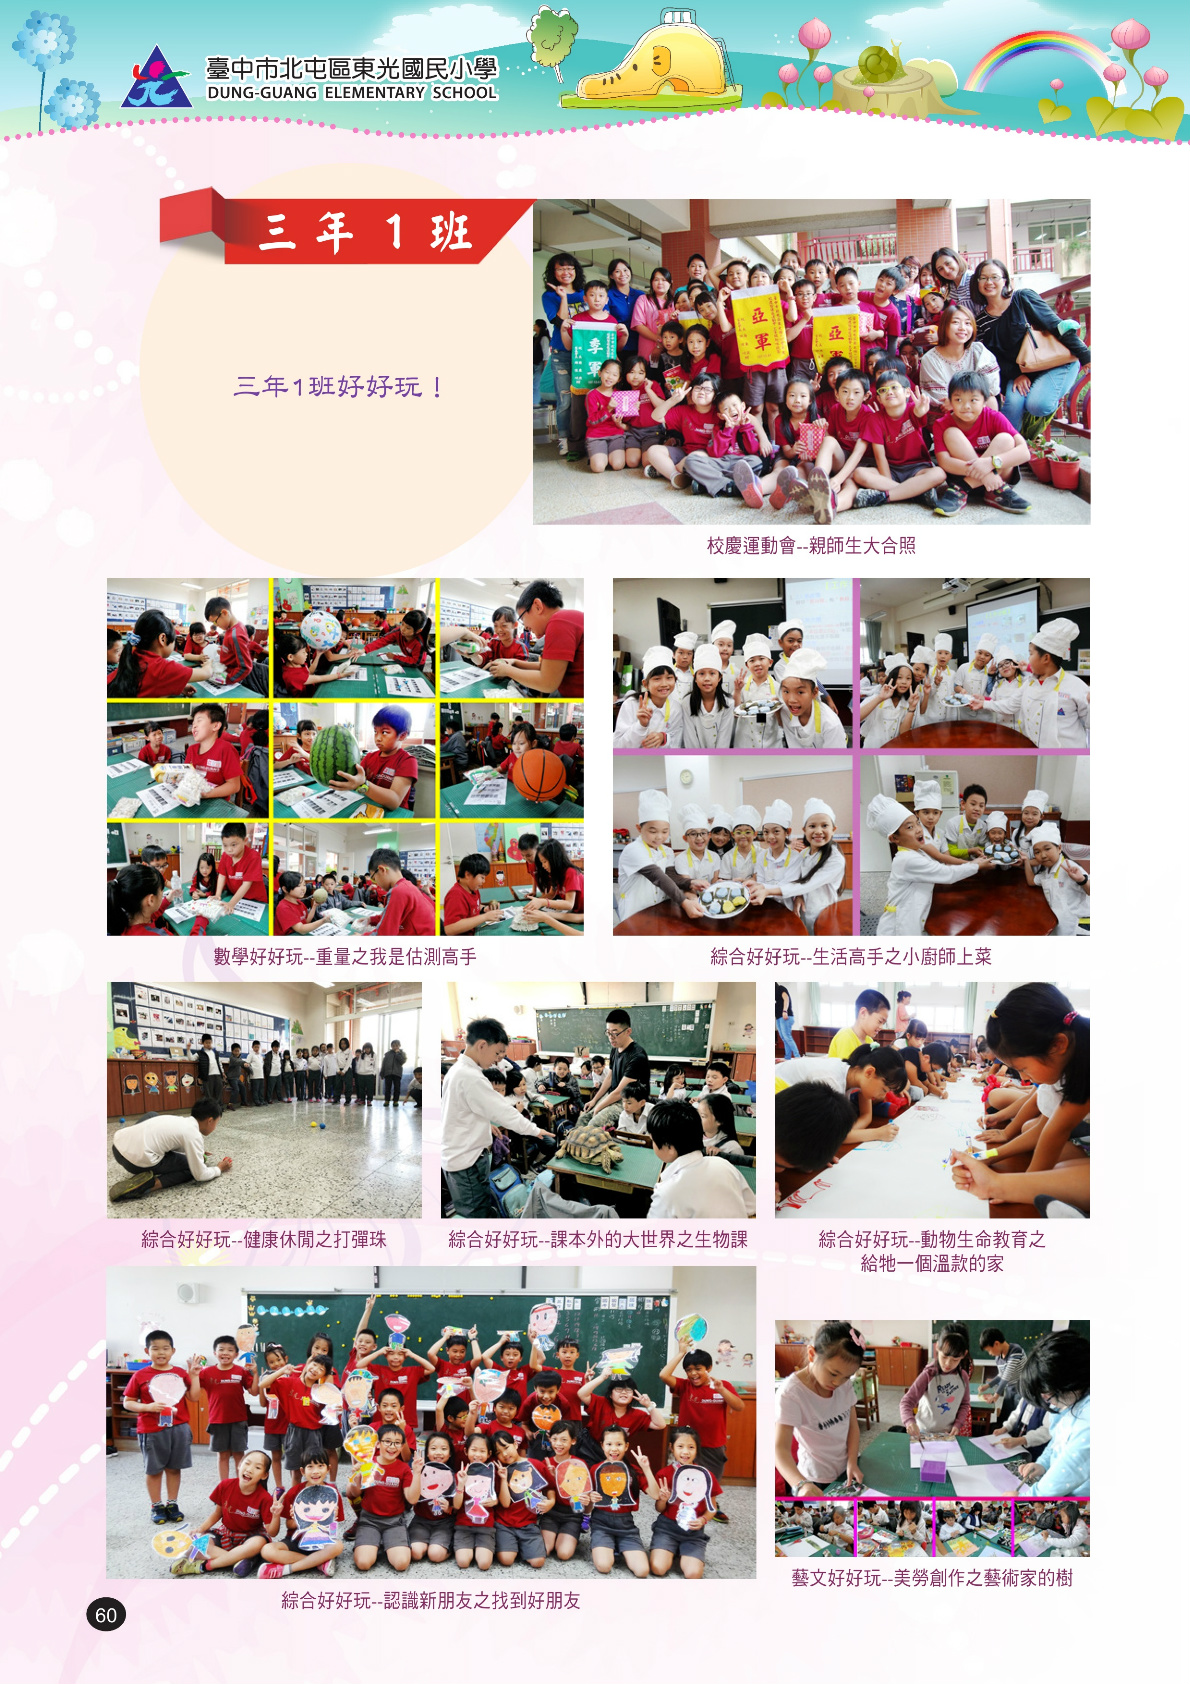 臺中市北屯區東光國民小學
DUNG-GUANG ELEMENTARY SCHOOL
三年1班
三年1班好好玩！
季軍
亞軍
亞軍
校慶運動會--親師生大合照
數學好好玩--重量之我是估測高手
綜合好好玩--生活高手之小廚師上菜
綜合好好玩--健康休閒之打彈珠
綜合好好玩--課本外的大世界之生物課
綜合好好玩--動物生命教育之
給牠一個溫款的家
綜合好好玩--認識新朋友之找到好朋友
藝文好好玩--美勞創作之藝術家的樹
60